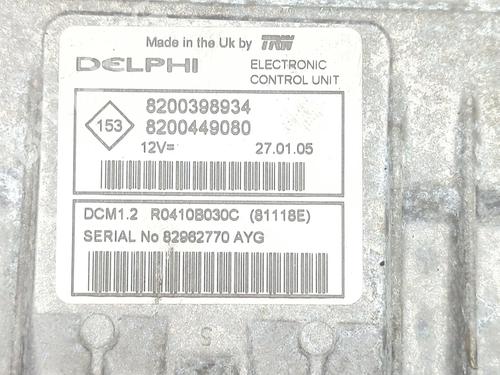 Made in the Uk by TRW
DELPHI
ELECTRONIC
CONTROL UNIT
153
8200398934
8200449080
12V=
27.01.05
DCM1.2 R0410B030C (81118E)
SERIAL No 82962770 AYG
S